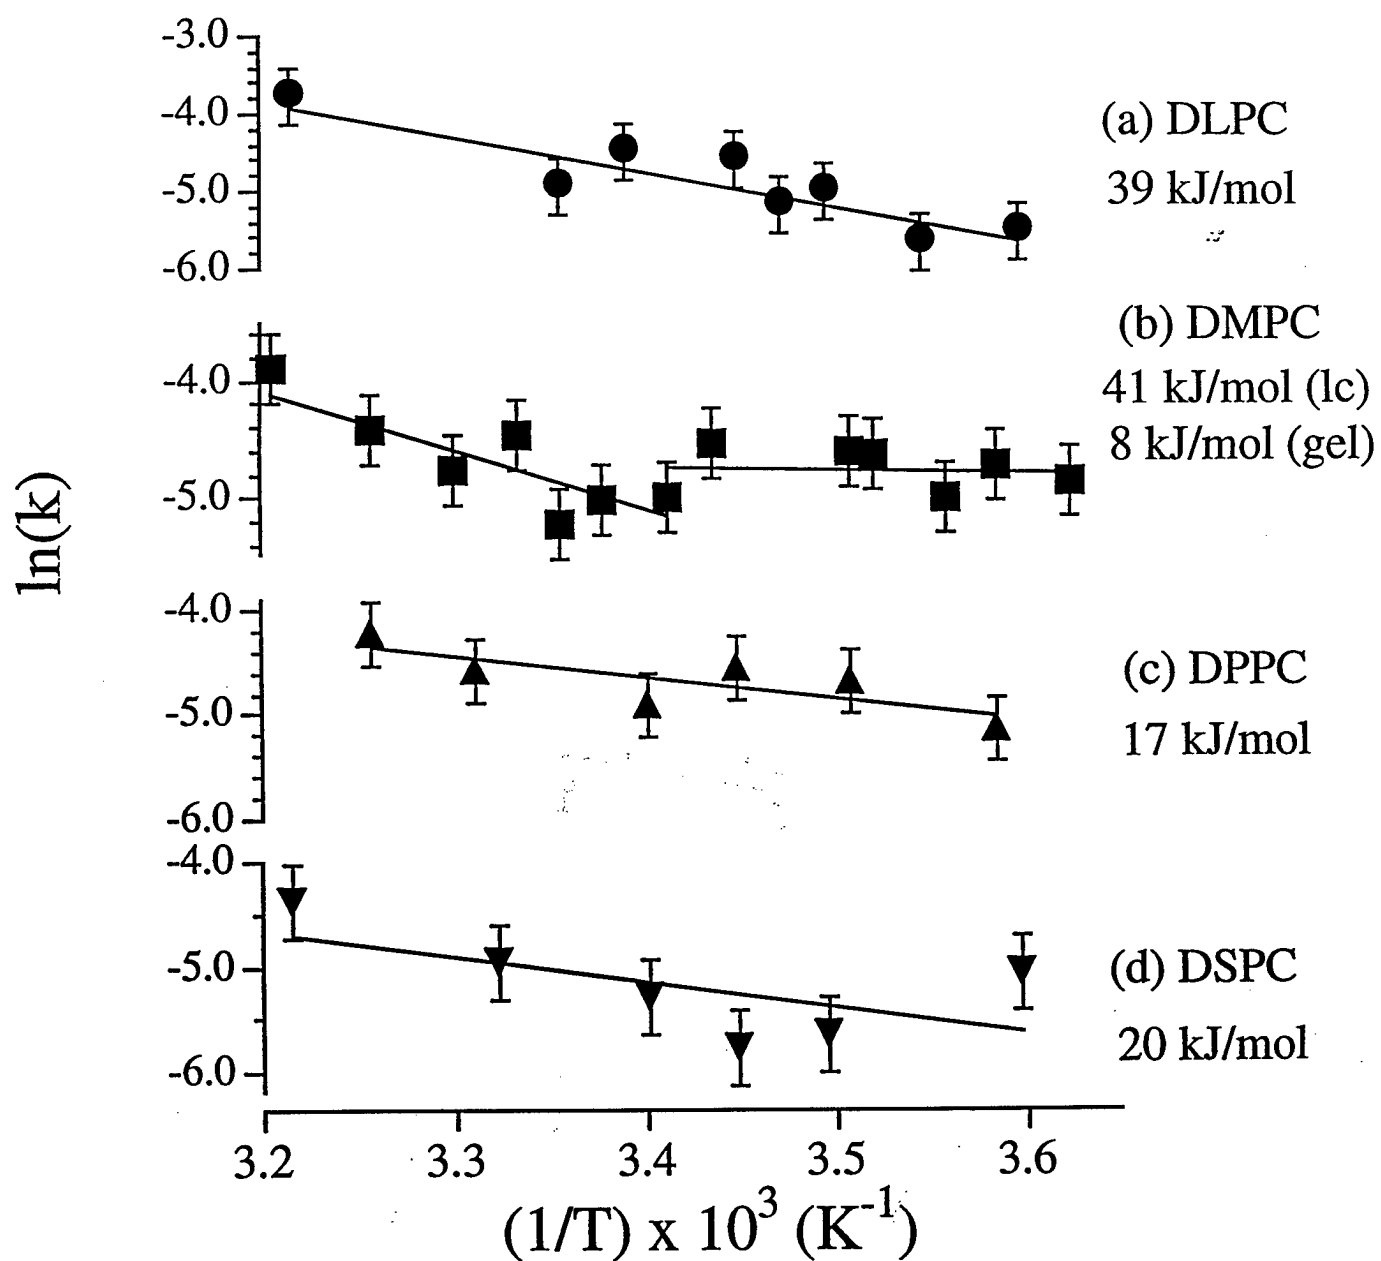 -3.0
-4.0
-5.0
-6.0
(a) DLPC
39 kJ/mol
-4.0
-5.0
(b) DMPC
41 kJ/mol (lc)
8 kJ/mol (gel)
ln(k)
-4.0
-5.0
-6.0
(c) DPPC
17 kJ/mol
-4.0
-5.0
-6.0
(d) DSPC
20 kJ/mol
3.2 3.3 3.4 3.5 3.6
(1/T) x 10³ (K⁻¹)